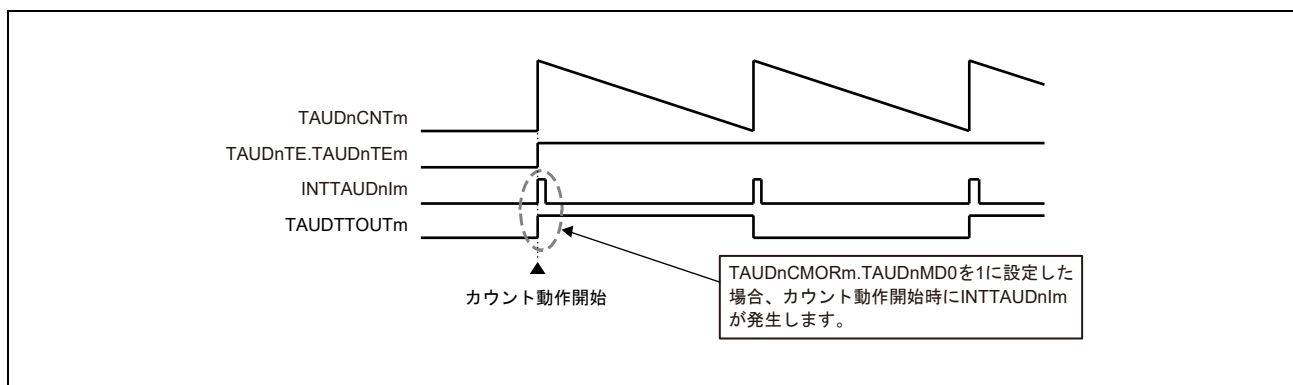 TAUDnCNTm
TAUDnTE.TAUDnTEm
INTTAUDnIm
TAUDTTOUTm
カウント動作開始
TAUDnCMORm.TAUDnMD0を1に設定した
場合、カウント動作開始時にINTTAUDnIm
が発生します。